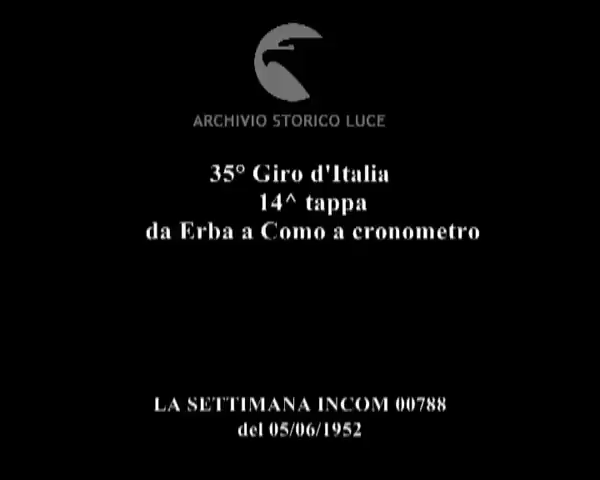 ARCHIVIO STORICO LUCE
35° Giro d'Italia
14^ tappa
da Erba a Como a cronometro
LA SETTIMANA INCOM 00788
del 05/06/1952